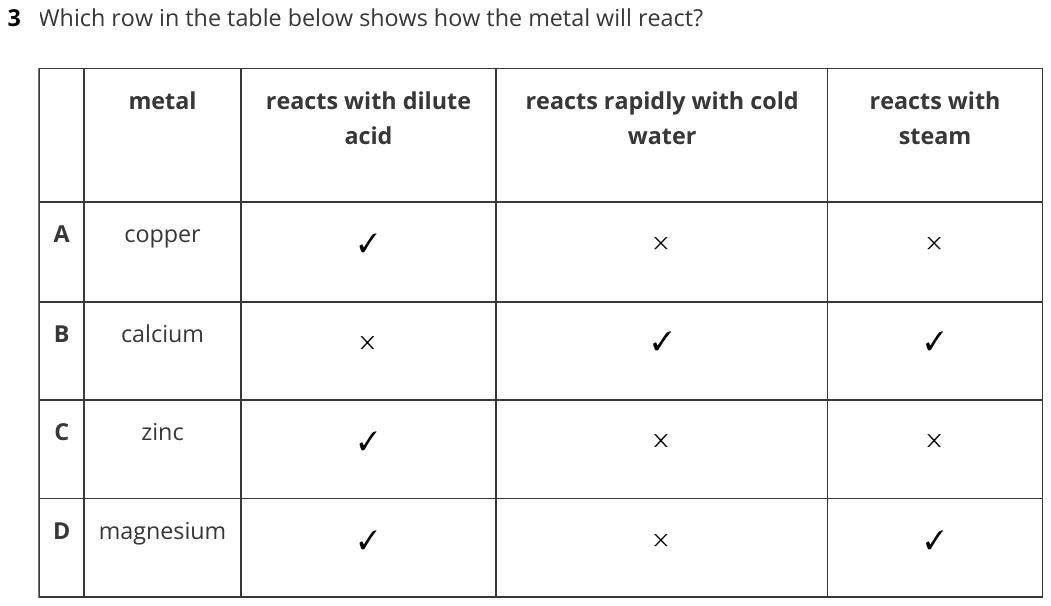 3 Which row in the table below shows how the metal will react?
metal reacts with dilute acid reacts rapidly with cold water reacts with steam
A copper ✓ × ×
B calcium × ✓ ✓
C zinc ✓ × ×
D magnesium ✓ × ✓